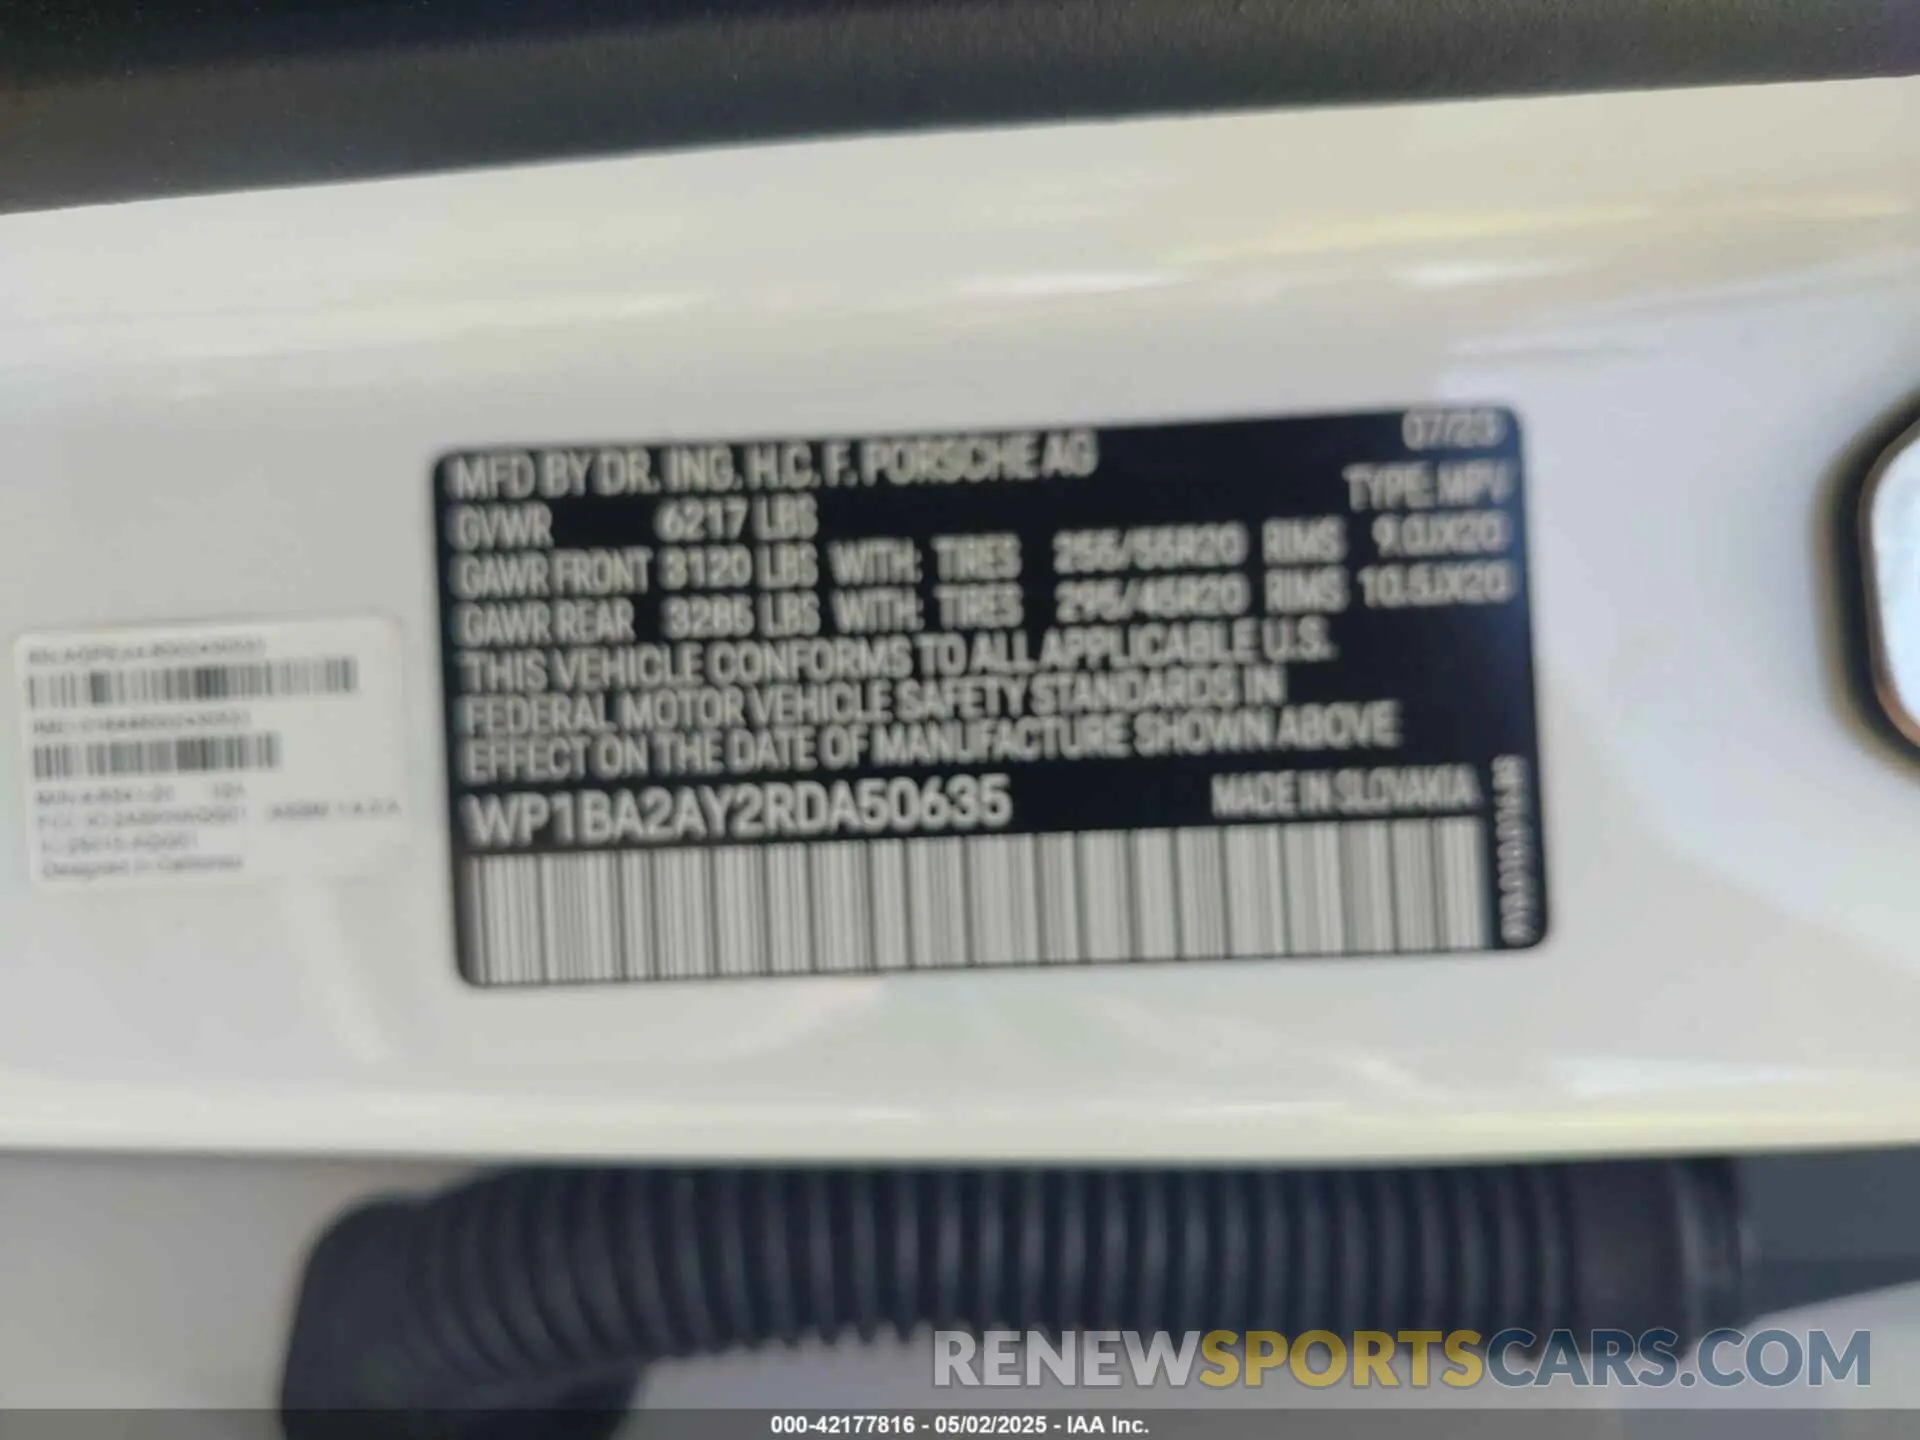 MFD BY DR. ING. H.C. F. PORSCHE AG 07/23
TYPE: MPV
GVWR 6217 LBS
GAWR FRONT 3120 LBS WITH: TIRES 255/55R20 RIMS 9.0JX20
GAWR REAR 3285 LBS WITH: TIRES 295/45R20 RIMS 10.5JX20
THIS VEHICLE CONFORMS TO ALL APPLICABLE U.S.
FEDERAL MOTOR VEHICLE SAFETY STANDARDS IN
EFFECT ON THE DATE OF MANUFACTURE SHOWN ABOVE
WP1BA2AY2RDA50635 MADE IN SLOVAKIA
Designed in California
RENEWSPORTSCARS.COM
000-42177816 - 05/02/2025 - IAA Inc.